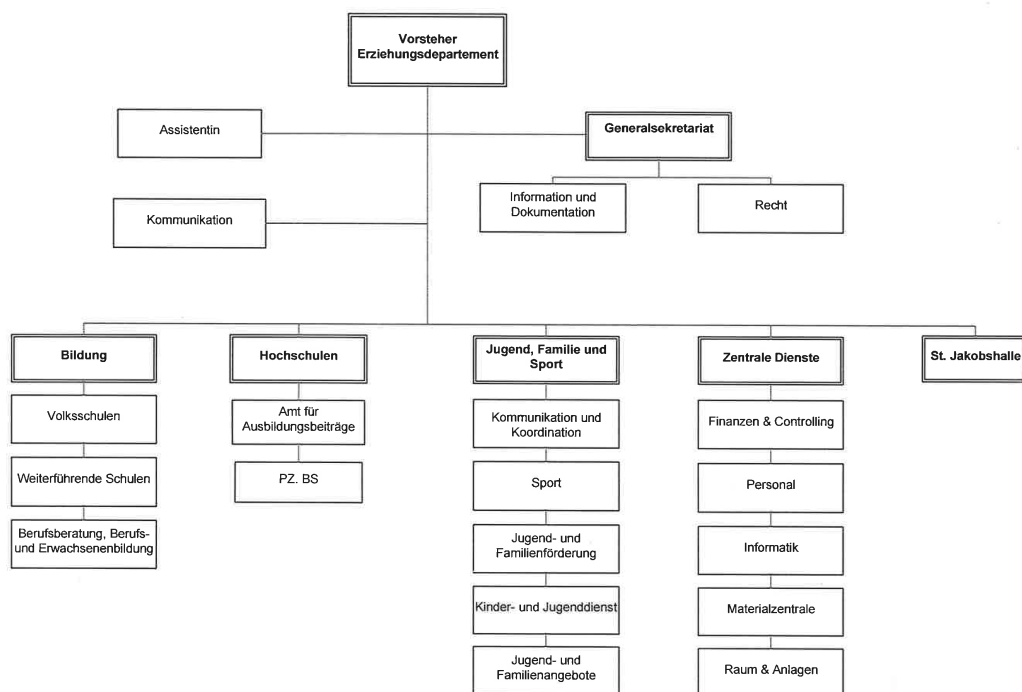 Vorsteher
Erziehungsdepartement
Assistentin
Generalsekretariat
Information und
Dokumentation
Recht
Kommunikation
Bildung
Hochschulen
Jugend, Familie und
Sport
Zentrale Dienste
St. Jakobshalle
Volksschulen
Amt für
Ausbildungsbeiträge
Kommunikation und
Koordination
Finanzen & Controlling
Weiterführende Schulen
PZ. BS
Sport
Personal
Berufsberatung, Berufs-
und Erwachsenenbildung
Jugend- und
Familienförderung
Informatik
Kinder- und Jugenddienst
Materialzentrale
Jugend- und
Familienangebote
Raum & Anlagen